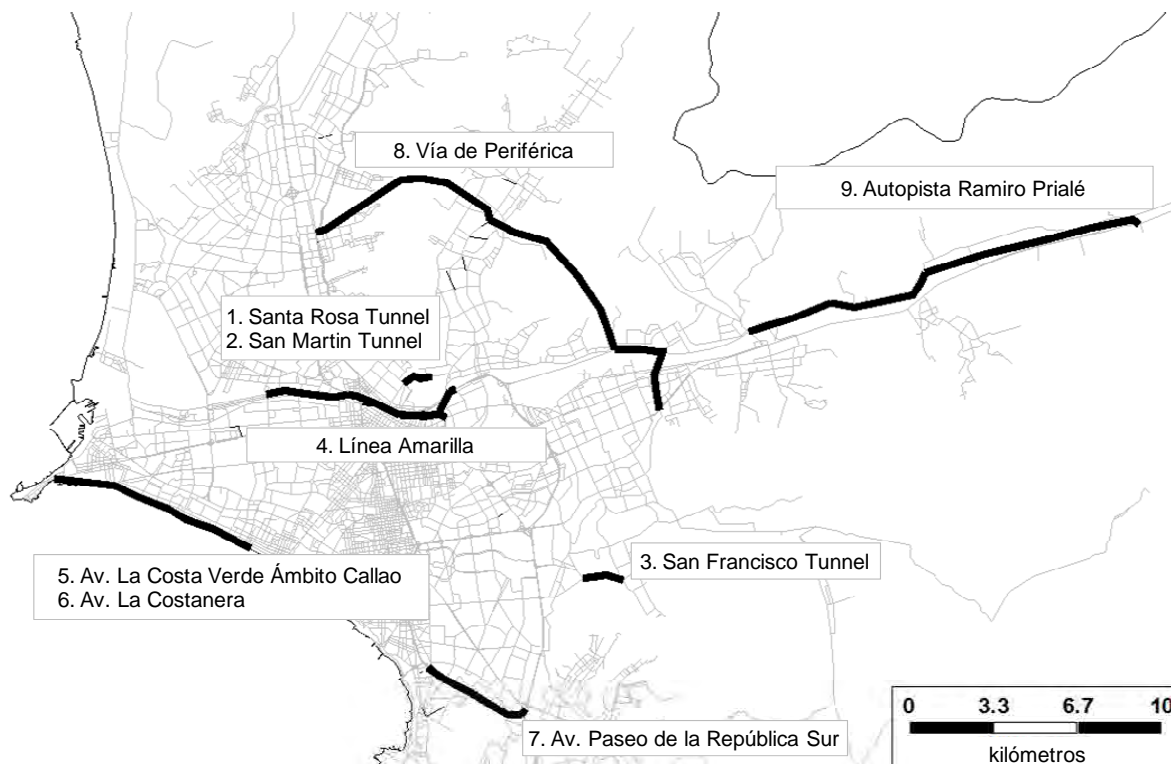 8. Vía de Periférica
9. Autopista Ramiro Prialé
1. Santa Rosa Tunnel
2. San Martin Tunnel
4. Línea Amarilla
3. San Francisco Tunnel
5. Av. La Costa Verde Ámbito Callao
6. Av. La Costanera
7. Av. Paseo de la República Sur
0 3.3 6.7 10
kilómetros